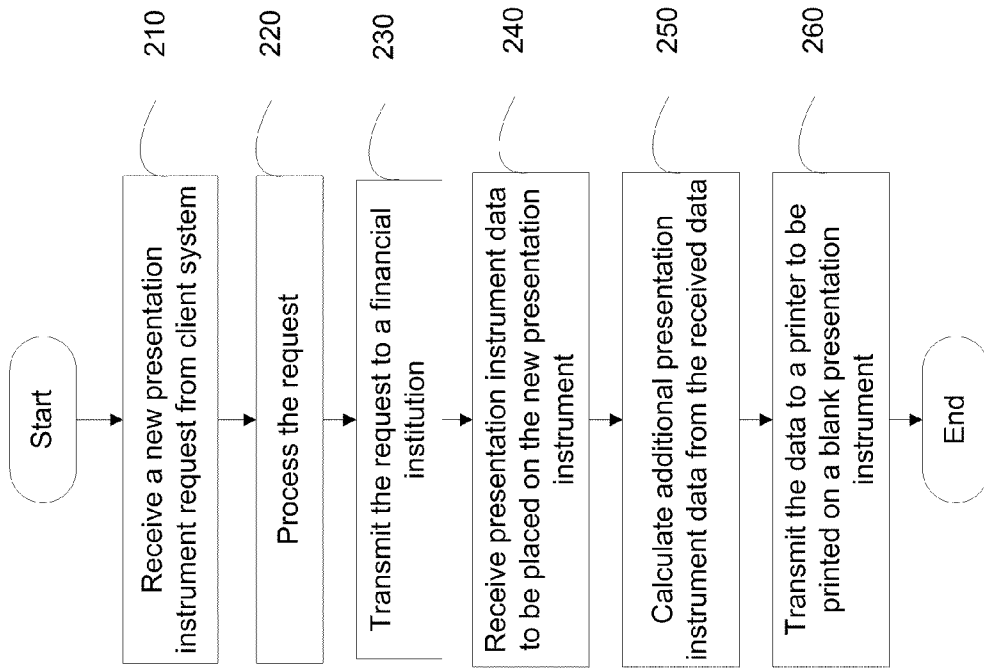 Start
Receive a new presentation
instrument request from client system
210
Process the request
220
Transmit the request to a financial
institution
230
Receive presentation instrument data
to be placed on the new presentation
instrument
240
Calculate additional presentation
instrument data from the received data
250
Transmit the data to a printer to be
printed on a blank presentation
instrument
260
End